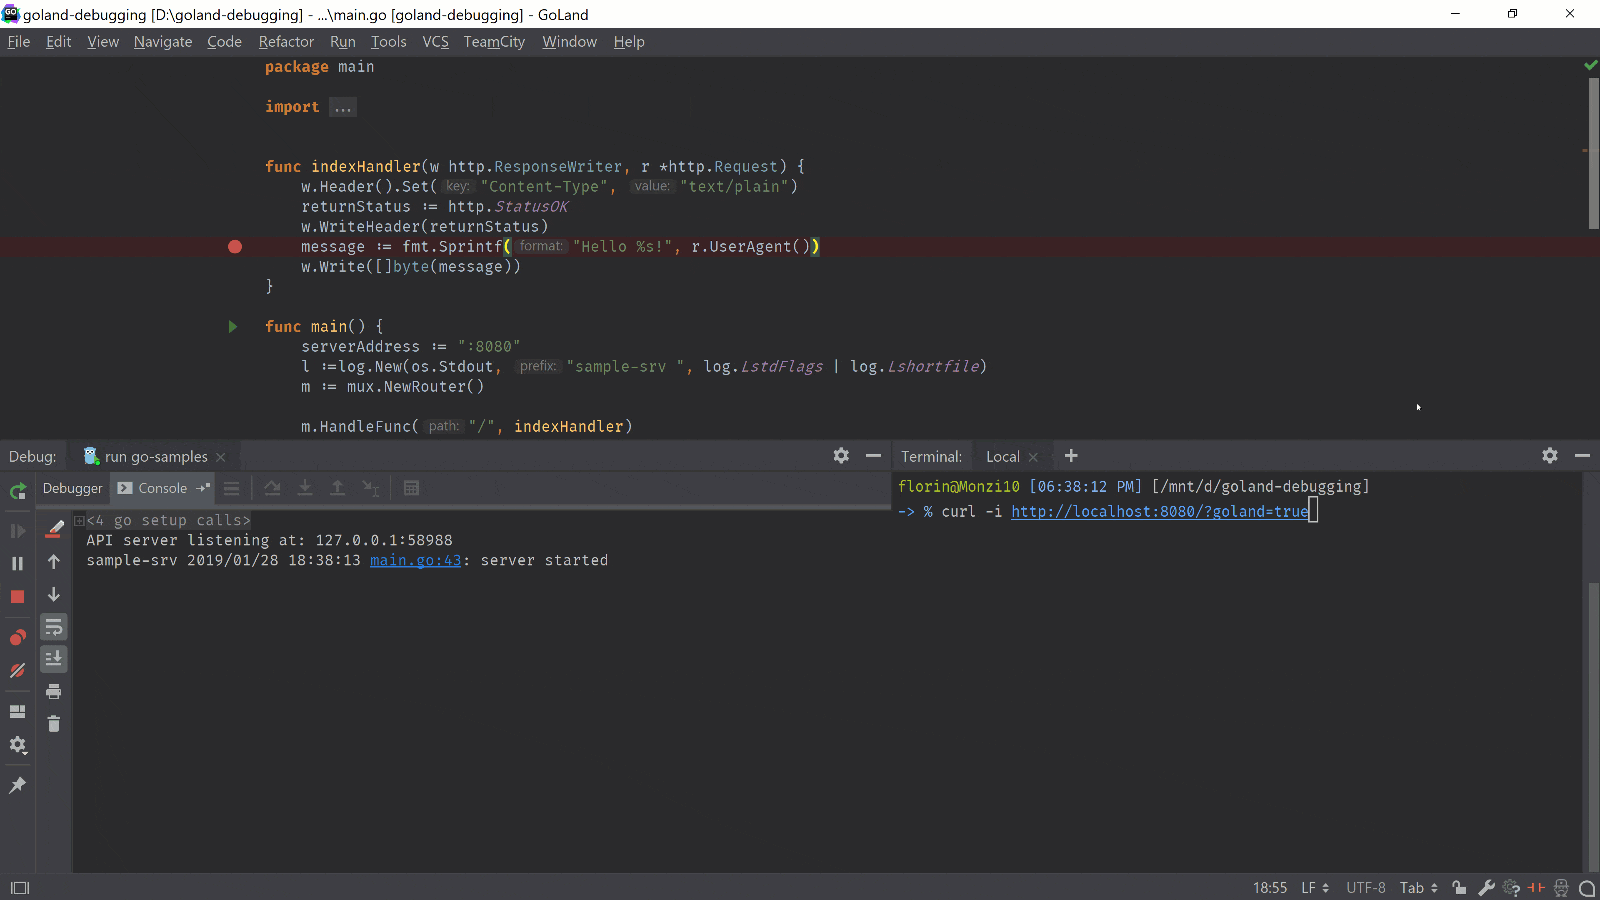 goland-debugging [D:\goland-debugging] - ...\main.go [goland-debugging] - GoLand
File Edit View Navigate Code Refactor Run Tools VCS TeamCity Window Help
package main
import ...
func indexHandler(w http.ResponseWriter, r *http.Request) {
w.Header().Set( key: "Content-Type", value: "text/plain")
returnStatus := http.StatusOK
w.WriteHeader(returnStatus)
message := fmt.Sprintf( format: "Hello %s!", r.UserAgent())
w.Write([]byte(message))
}
func main() {
serverAddress := ":8080"
l :=log.New(os.Stdout, prefix: "sample-srv ", log.LstdFlags | log.Lshortfile)
m := mux.NewRouter()
m.HandleFunc( path: "/", indexHandler)
Debug: run go-samples
Debugger Console
<4 go setup calls>
API server listening at: 127.0.0.1:58988
sample-srv 2019/01/28 18:38:13 main.go:43: server started
Terminal: Local +
florin@Monzi10 [06:38:12 PM] [/mnt/d/goland-debugging]
-> % curl -i http://localhost:8080/?goland=true
18:55 LF UTF-8 Tab